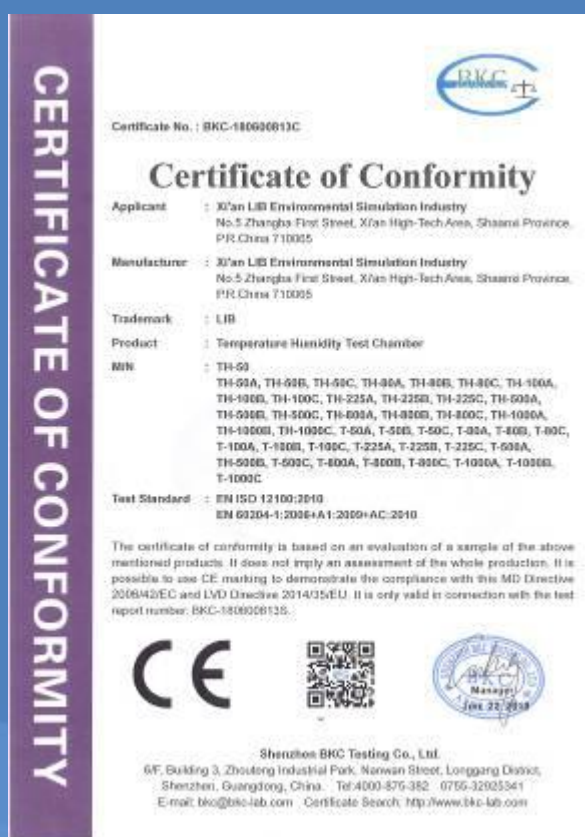 CERTIFICATE OF CONFORMITY
BKC
Certificate No. : BKC-180600813C
Certificate of Conformity
Applicant : Xi'an LIB Environmental Simulation Industry
No.5 Zhangba First Street, Xi'an High-Tech Area, Shaanxi Province,
P.R.China 710065
Manufacturer : Xi'an LIB Environmental Simulation Industry
No.5 Zhangba First Street, Xi'an High-Tech Area, Shaanxi Province,
P.R.China 710065
Trademark : LIB
Product : Temperature Humidity Test Chamber
M/N : TH-50
TH-50A, TH-50B, TH-50C, TH-80A, TH-80B, TH-80C, TH-100A,
TH-100B, TH-100C, TH-225A, TH-225B, TH-225C, TH-500A,
TH-500B, TH-500C, TH-800A, TH-800B, TH-800C, TH-1000A,
TH-1000B, TH-1000C, T-50A, T-50B, T-50C, T-80A, T-80B, T-80C,
T-100A, T-100B, T-100C, T-225A, T-225B, T-225C, T-500A,
TH-500B, T-500C, T-800A, T-800B, T-800C, T-1000A, T-1000B,
T-1000C
Test Standard : EN ISO 12100:2010
EN 60204-1:2006+A1:2009+AC:2010
The certificate of conformity is based on an evaluation of a sample of the above
mentioned products. It does not imply an assessment of the whole production. It is
possible to use CE marking to demonstrate the compliance with this MD Directive
2006/42/EC and LVD Directive 2014/35/EU. It is only valid in connection with the test
report number: BKC-180600813S.
CE
BKC
Manager
June 22, 2018
Shenzhen BKC Testing Co., Ltd.
6/F, Building 3, Zhoutong Industrial Park, Nanwan Street, Longgang District,
Shenzhen, Guangdong, China. Tel:4000-875-382 0755-32925341
E-mail: bkc@bkc-lab.com Certificate Search: http://www.bkc-lab.com